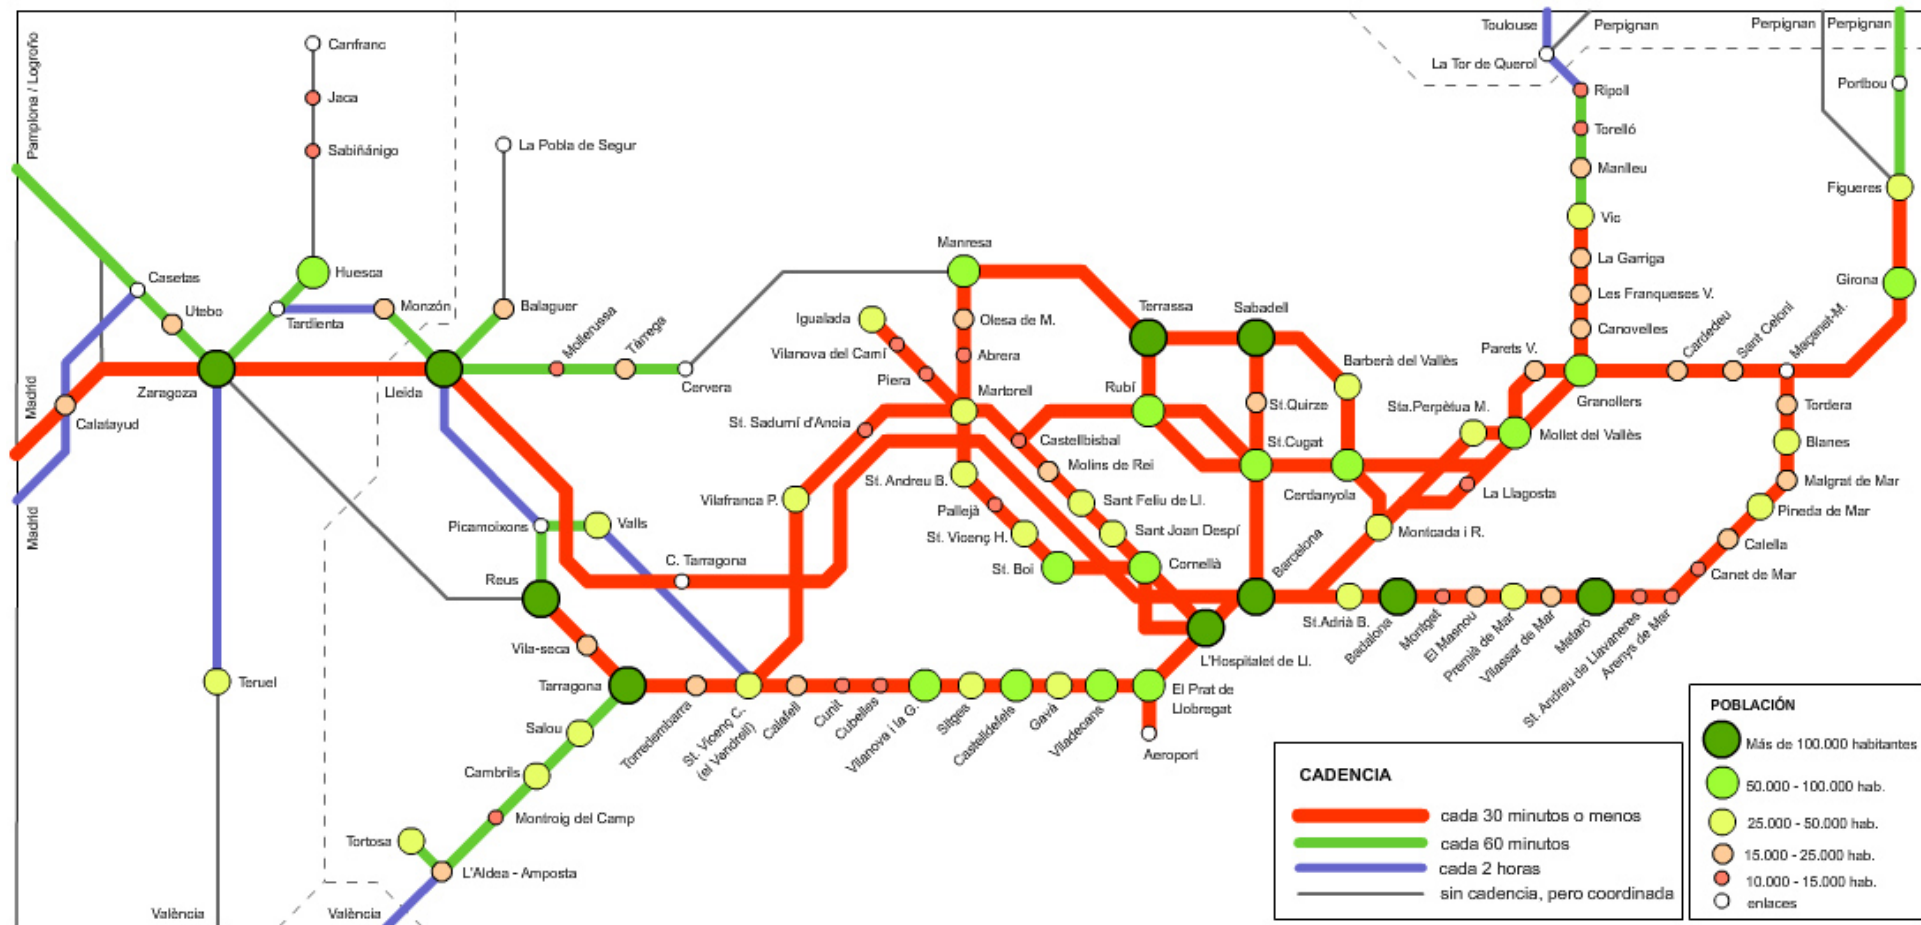 Toulouse
Perpignan
Perpignan
Perpignan
Canfranc
La Tor de Querol
Pamplona / Logroño
Jaca
Ripoll
Portbou
Torelló
Sabiñánigo
La Pobla de Segur
Manlleu
Figueres
Vic
Manresa
La Garriga
Casetas
Huesca
Girona
Les Franqueses V.
Utebo
Tardienta
Monzón
Balaguer
Igualada
Olesa de M.
Terrassa
Sabadell
Canovelles
Mollerussa
Tàrrega
Vilanova del Camí
Abrera
Barberà del Vallès
Parets V.
Cardedeu
Sant Celoní
Maçanet-M.
Madrid
Zaragoza
Lleida
Cervera
Piera
Martorell
Rubí
Granollers
Calatayud
St. Sadurní d'Anoia
St.Quirze
Sta.Perpètua M.
Tordera
Castellbisbal
St.Cugat
Mollet del Vallès
Blanes
Molins de Rei
St. Andreu B.
Vilafranca P.
Cerdanyola
La Llagosta
Malgrat de Mar
Sant Feliu de Ll.
Pallejà
Pineda de Mar
Madrid
Picamoixons
Valls
St. Vicenç H.
Sant Joan Despí
Montcada i R.
Calella
C. Tarragona
St. Boi
Cornellà
Barcelona
Canet de Mar
Reus
St.Adrià B.
Badalona
Montgat
El Masnou
Premià de Mar
Vilassar de Mar
Mataró
St. Andreu de Llavaneres
Arenys de Mar
Vila-seca
L'Hospitalet de Ll.
Teruel
Tarragona
Torredembarra
St. Vicenç C.
(el Vendrell)
Calafell
Cunit
Cubelles
Vilanova i la G.
Sitges
Castelldefels
Gavà
Viladecans
El Prat de
Llobregat
Aeroport
Salou
Cambrils
Montroig del Camp
Tortosa
L'Aldea - Amposta
València
València
CADENCIA
cada 30 minutos o menos
cada 60 minutos
cada 2 horas
sin cadencia, pero coordinada
POBLACIÓN
Más de 100.000 habitantes
50.000 - 100.000 hab.
25.000 - 50.000 hab.
15.000 - 25.000 hab.
10.000 - 15.000 hab.
enlaces